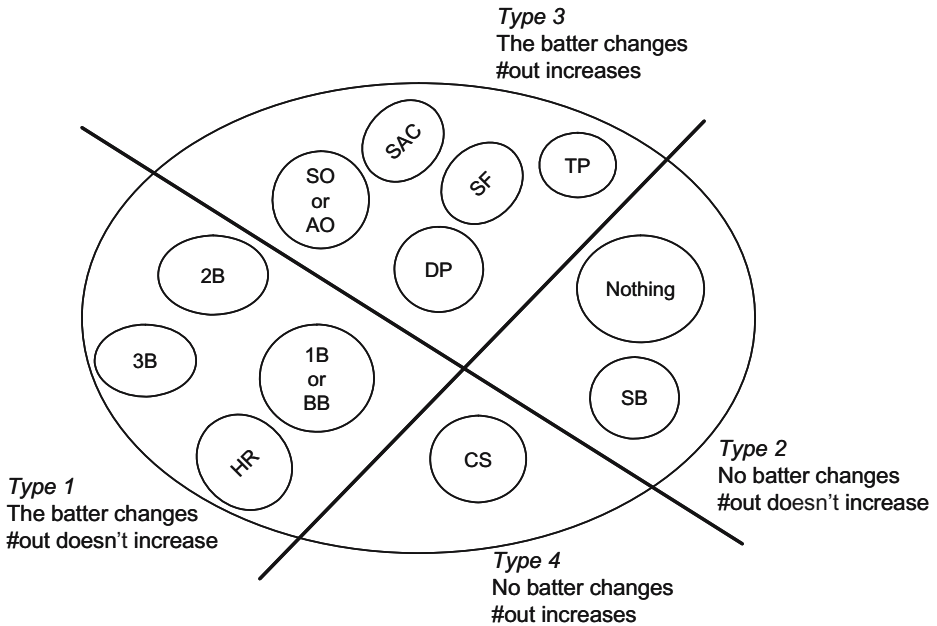 Type 3
The batter changes
#out increases
SAC
SO
or
AO
SF
TP
DP
2B
Nothing
3B
1B
or
BB
SB
HR
CS
Type 2
No batter changes
#out doesn't increase
Type 1
The batter changes
#out doesn't increase
Type 4
No batter changes
#out increases